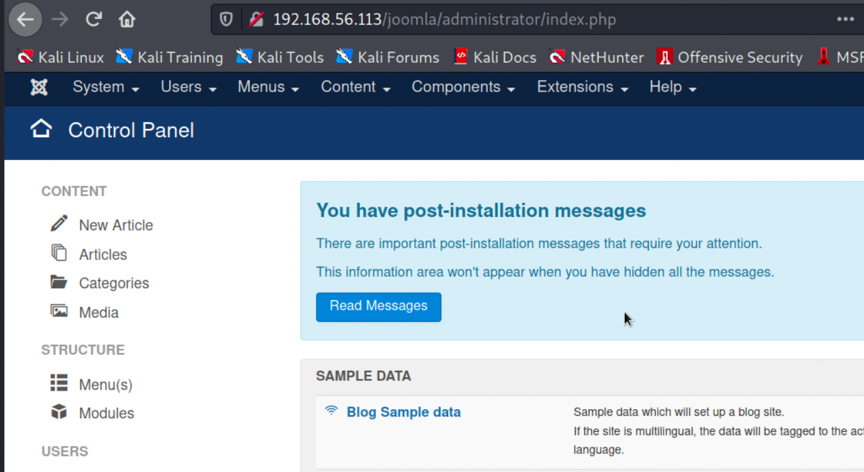 192.168.56.113/joomla/administrator/index.php
Kali Linux Kali Training Kali Tools Kali Forums Kali Docs NetHunter Offensive Security MSF
System Users Menus Content Components Extensions Help
Control Panel
CONTENT
New Article
Articles
Categories
Media
STRUCTURE
Menu(s)
Modules
USERS
You have post-installation messages
There are important post-installation messages that require your attention.
This information area won't appear when you have hidden all the messages.
Read Messages
SAMPLE DATA
Blog Sample data
Sample data which will set up a blog site.
If the site is multilingual, the data will be tagged to the
language.